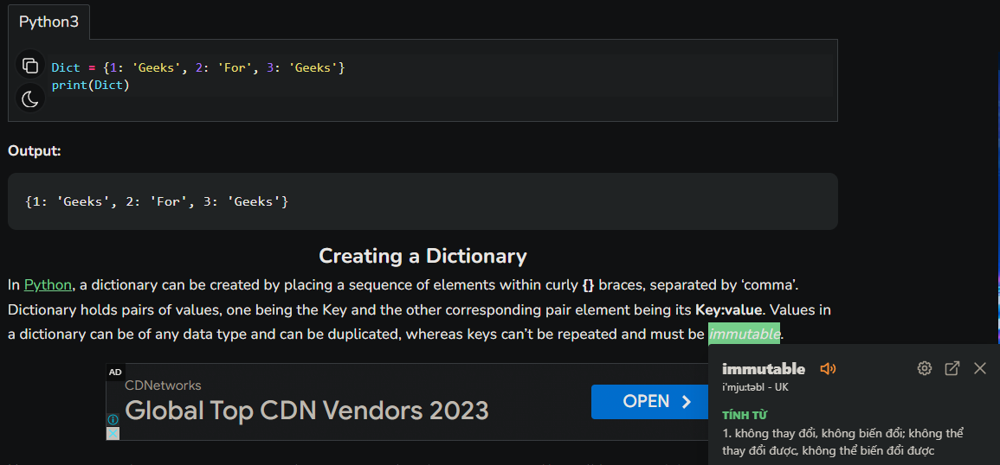 Python3
Dict = {1: 'Geeks', 2: 'For', 3: 'Geeks'}
print(Dict)
Output:
{1: 'Geeks', 2: 'For', 3: 'Geeks'}
Creating a Dictionary
In Python, a dictionary can be created by placing a sequence of elements within curly {} braces, separated by ‘comma’.
Dictionary holds pairs of values, one being the Key and the other corresponding pair element being its Key:value. Values in
a dictionary can be of any data type and can be duplicated, whereas keys can’t be repeated and must be immutable.
AD
CDNetworks
Global Top CDN Vendors 2023
OPEN
immutable
i'mju:təbl - UK
TÍNH TỪ
1. không thay đổi, không biến đổi; không thể
thay đổi được, không thể biến đổi được